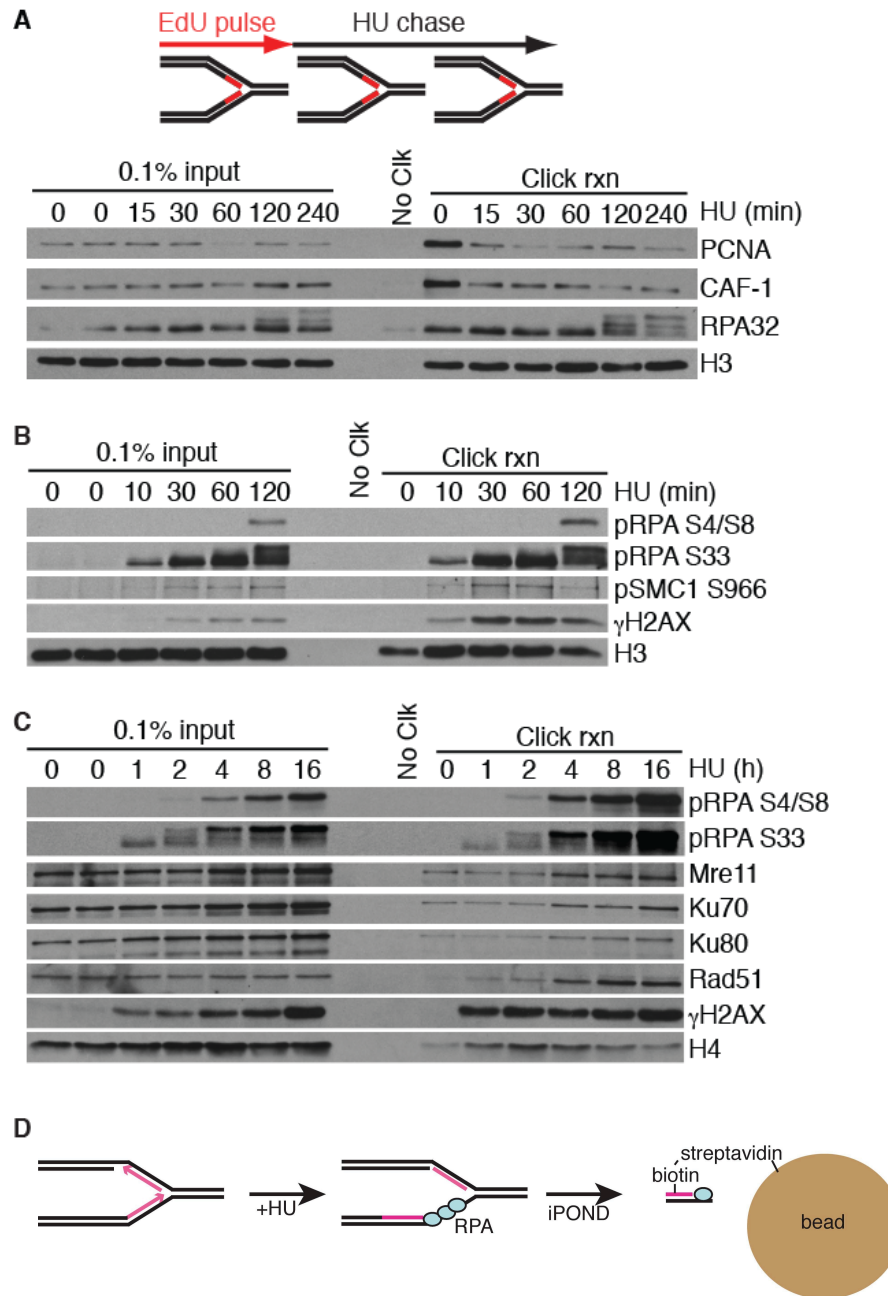 A
EdU pulse HU chase
0.1% input No Clk Click rxn
0 0 15 30 60 120 240 0 15 30 60 120 240 HU (min)
PCNA
CAF-1
RPA32
H3
B
0.1% input No Clk Click rxn
0 0 10 30 60 120 0 10 30 60 120 HU (min)
pRPA S4/S8
pRPA S33
pSMC1 S966
γH2AX
H3
C
0.1% input No Clk Click rxn
0 0 1 2 4 8 16 0 1 2 4 8 16 HU (h)
pRPA S4/S8
pRPA S33
Mre11
Ku70
Ku80
Rad51
γH2AX
H4
D
+HU
RPA
iPOND
streptavidin
biotin
bead